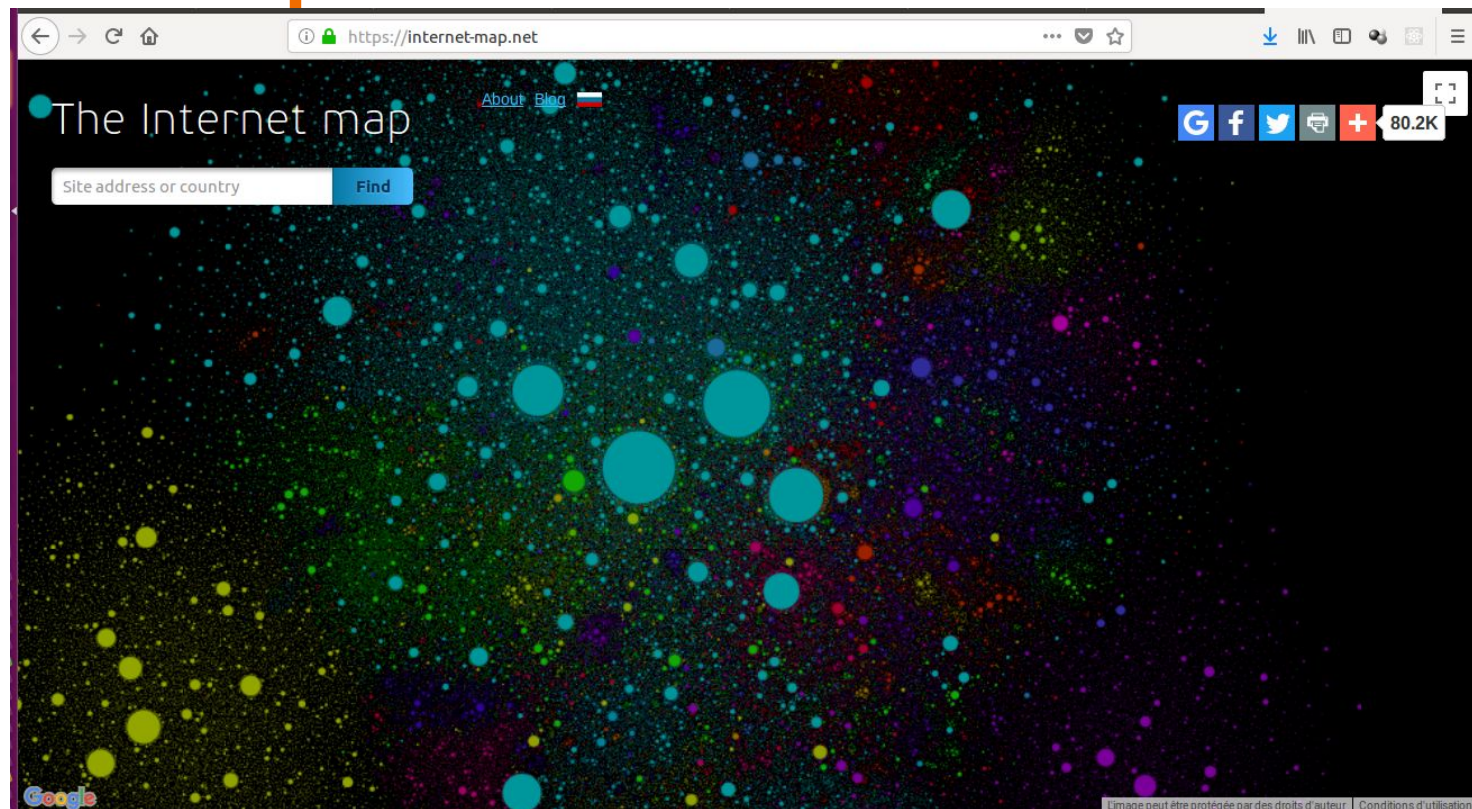 https://internet-map.net
The Internet map
About Blog
80.2K
Site address or country
Find
Google
L'image peut être protégée par des droits d'auteur
Conditions d'utilisation